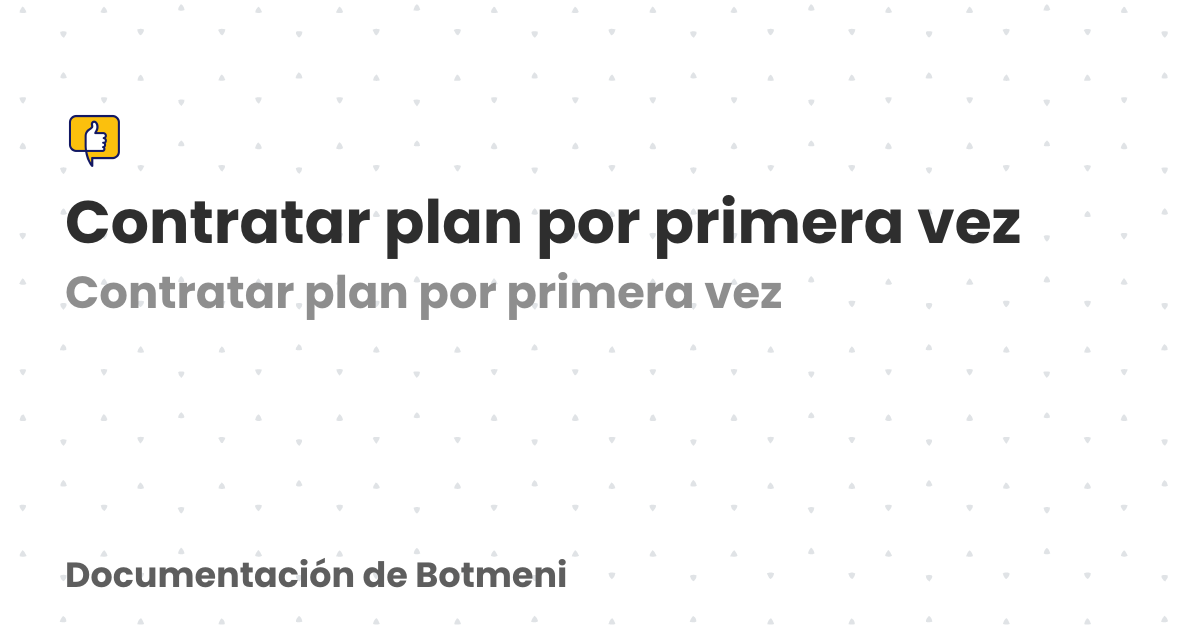 Contratar plan por primera vez
Contratar plan por primera vez
Documentación de Botmeni